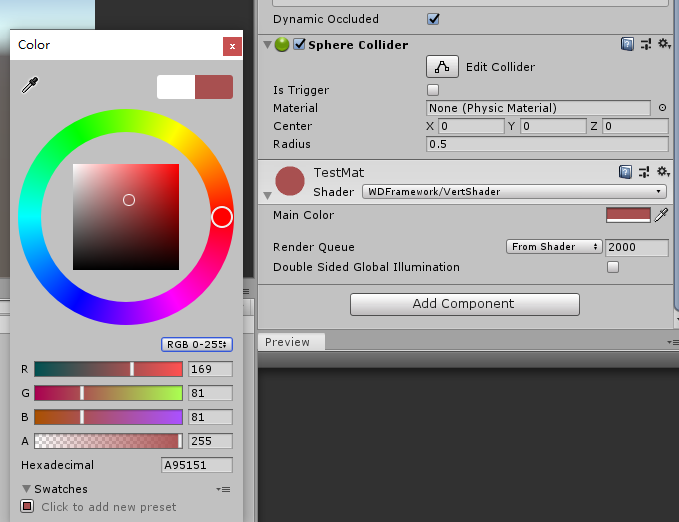 Color
x
RGB 0-255
R 169
G 81
B 81
A 255
Hexadecimal A95151
Swatches
Click to add new preset
Dynamic Occluded
Sphere Collider
Edit Collider
Is Trigger
Material None (Physic Material)
Center X 0 Y 0 Z 0
Radius 0.5
TestMat
Shader WDFramework/VertShader
Main Color
Render Queue From Shader 2000
Double Sided Global Illumination
Add Component
Preview